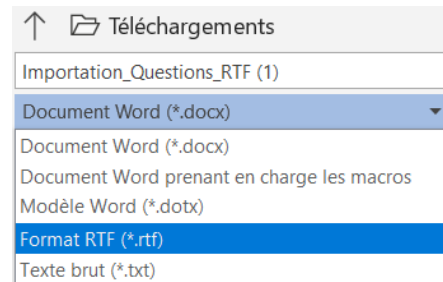 Téléchargements
Importation_Questions_RTF (1)
Document Word (*.docx)
Document Word (*.docx)
Document Word prenant en charge les macros
Modèle Word (*.dotx)
Format RTF (*.rtf)
Texte brut (*.txt)